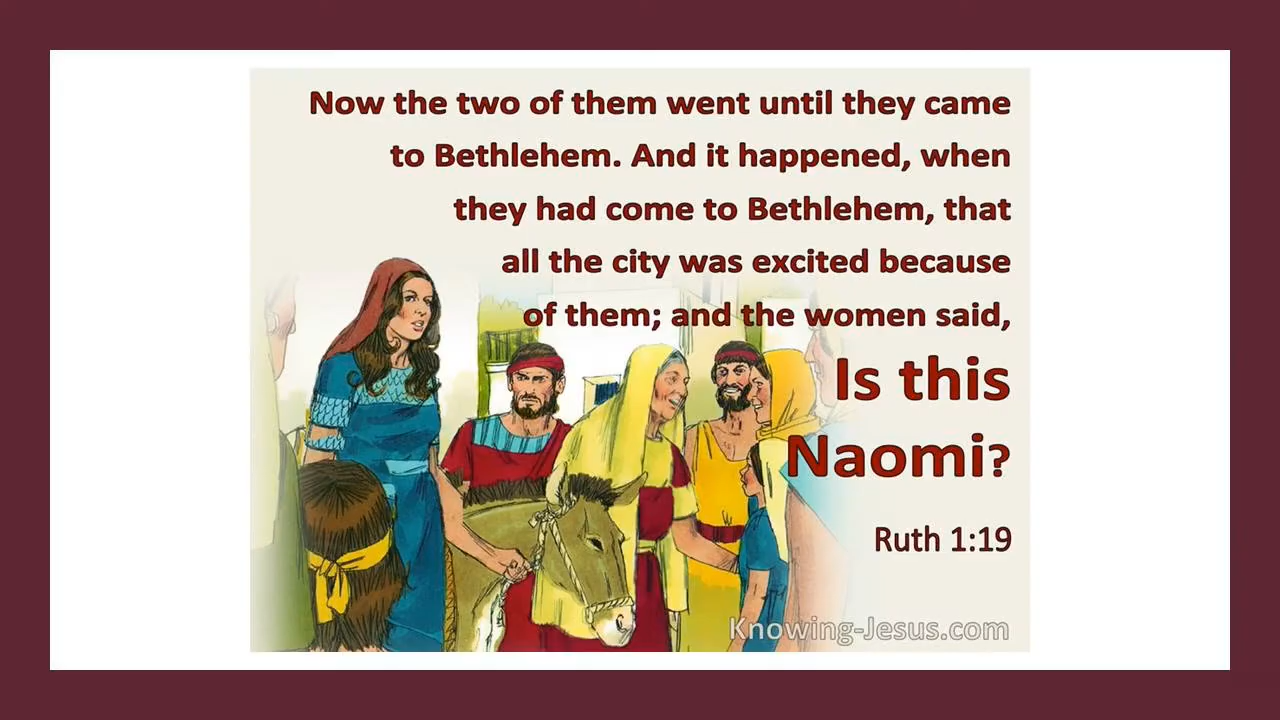 Now the two of them went until they came
to Bethlehem. And it happened, when
they had come to Bethlehem, that
all the city was excited because
of them; and the women said,
Is this
Naomi?
Ruth 1:19
Knowing-Jesus.com